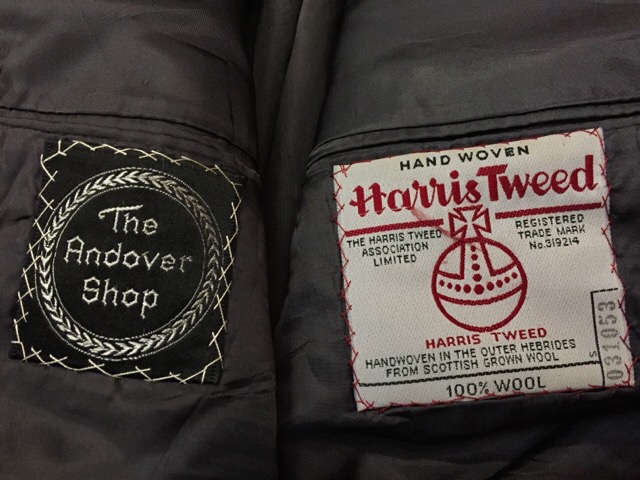 The
Andover
Shop
HAND WOVEN
Harris Tweed
THE HARRIS TWEED
ASSOCIATION
LIMITED
REGISTERED
TRADE MARK
No. 319214
HARRIS TWEED
HANDWOVEN IN THE OUTER HEBRIDES
FROM SCOTTISH GROWN WOOL
100% WOOL
S 031053